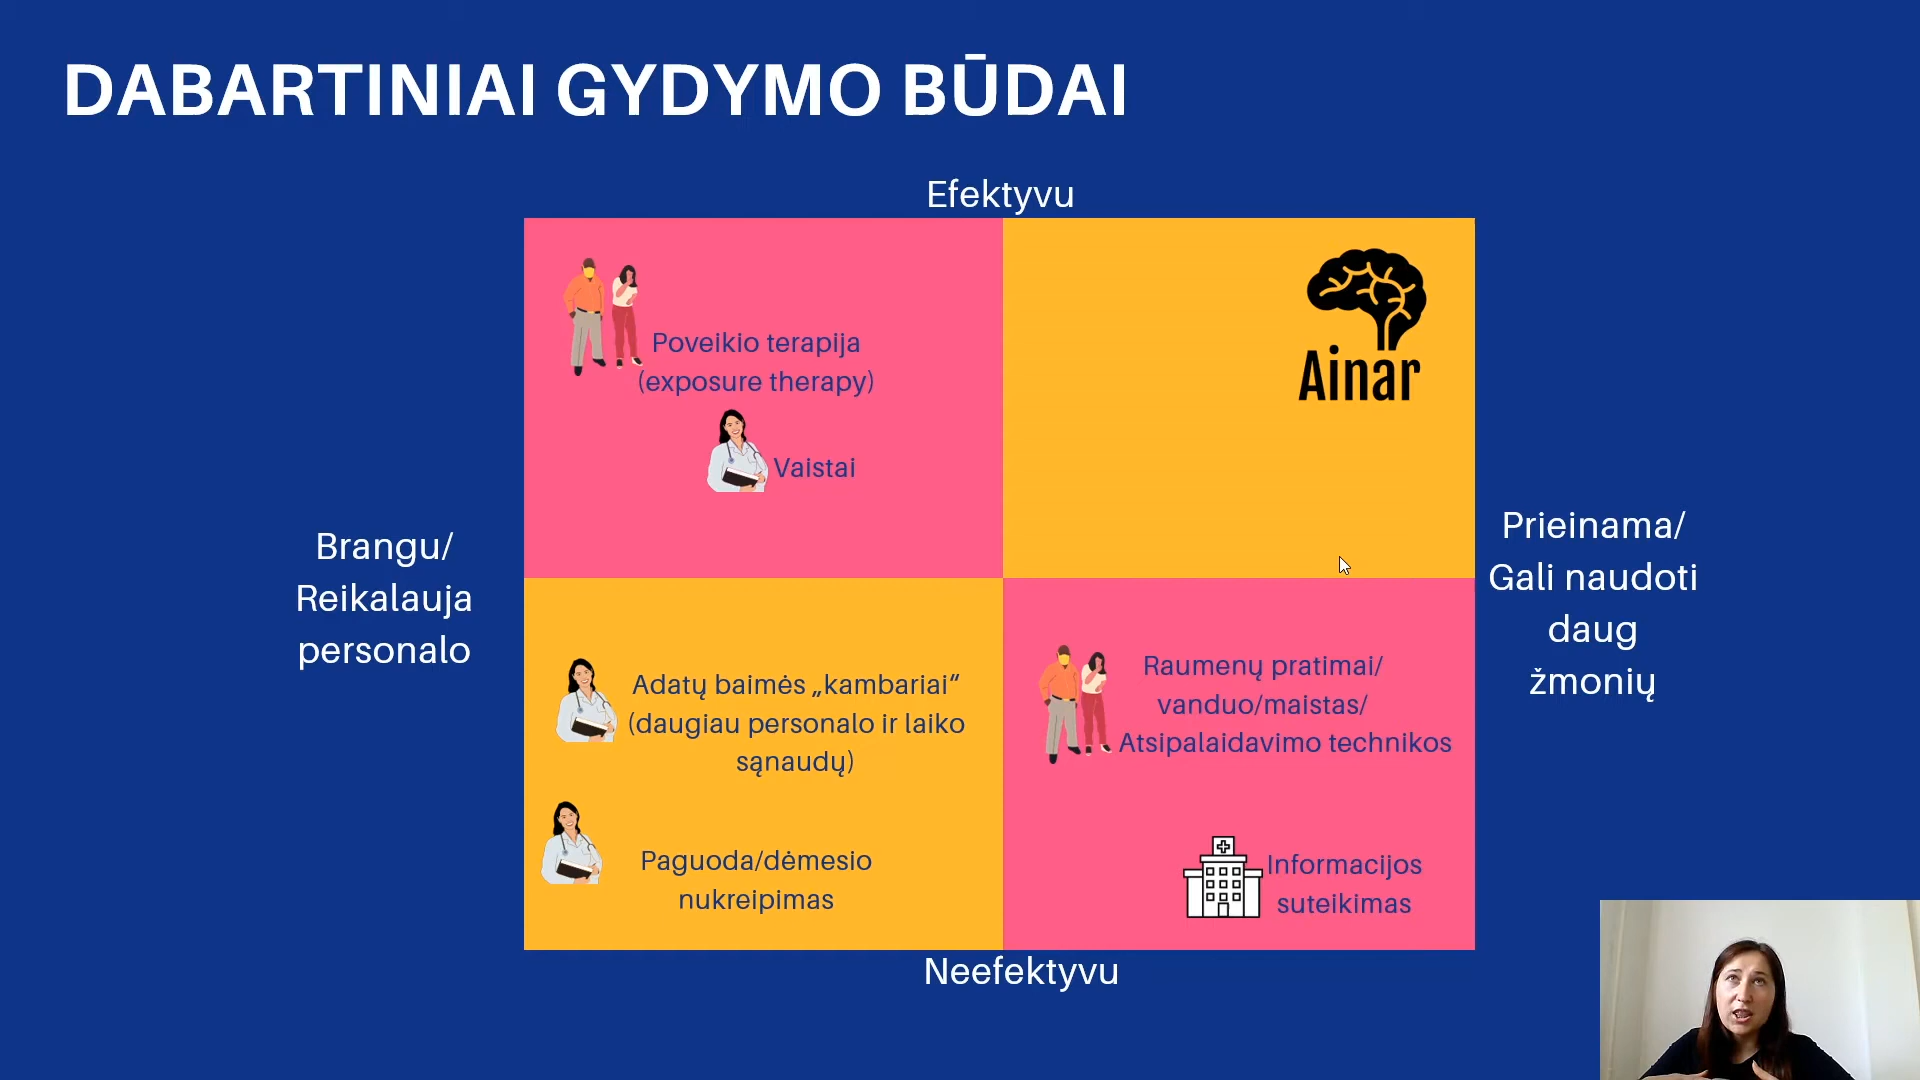 DABARTINIAI GYDYMO BŪDAI
Efektyvu
Poveikio terapija
(exposure therapy)
Vaistai
Ainar
Brangu/
Reikalauja
personalo
Prieinama/
Gali naudoti
daug
žmonių
Adatų baimės „kambariai“
(daugiau personalo ir laiko
sąnaudų)
Paguoda/dėmesio
nukreipimas
Raumenų pratimai/
vanduo/maistas/
Atsipalaidavimo technikos
Informacijos
suteikimas
Neefektyvu